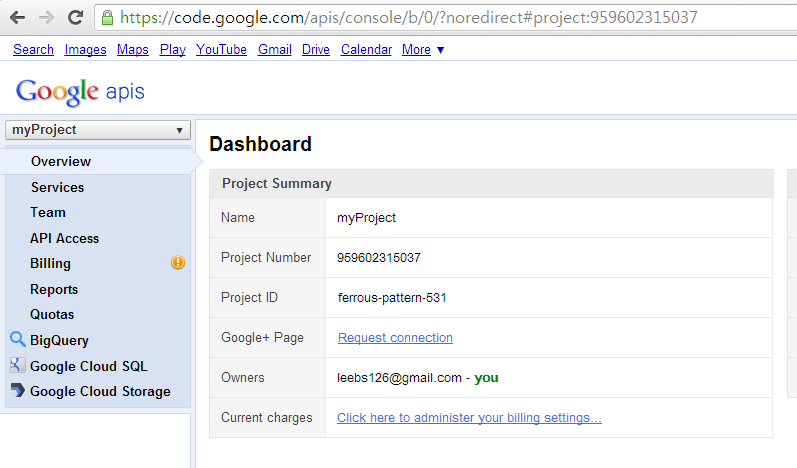 https://code.google.com/apis/console/b/0/?noredirect#project:959602315037
Search Images Maps Play YouTube Gmail Drive Calendar More ▼
Google apis
myProject ▼
Overview
Services
Team
API Access
Billing
Reports
Quotas
BigQuery
Google Cloud SQL
Google Cloud Storage
Dashboard
Project Summary
Name myProject
Project Number 959602315037
Project ID ferrous-pattern-531
Google+ Page Request connection
Owners leebs126@gmail.com - you
Current charges Click here to administer your billing settings...